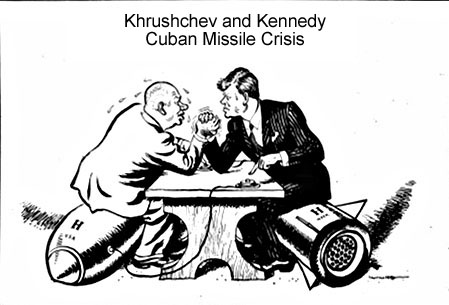 Khrushchev and Kennedy
Cuban Missile Crisis
H
H